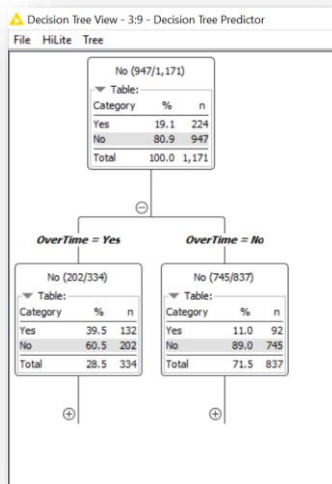 Decision Tree View - 3:9 - Decision Tree Predictor
File HiLite Tree
No (947/1,171)
Table:
Category % n
Yes 19.1 224
No 80.9 947
Total 100.0 1,171
OverTime = Yes OverTime = No
No (202/334) No (745/837)
Table: Table:
Category % n Category % n
Yes 39.5 132 Yes 11.0 92
No 60.5 202 No 89.0 745
Total 28.5 334 Total 71.5 837